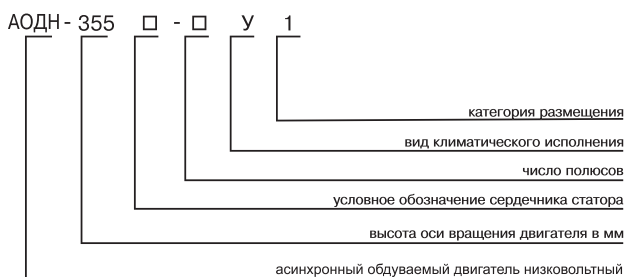 АОДН - 355 □ - □ У 1
категория размещения
вид климатического исполнения
число полюсов
условное обозначение сердечника статора
высота оси вращения двигателя в мм
асинхронный обдуваемый двигатель низковольтный